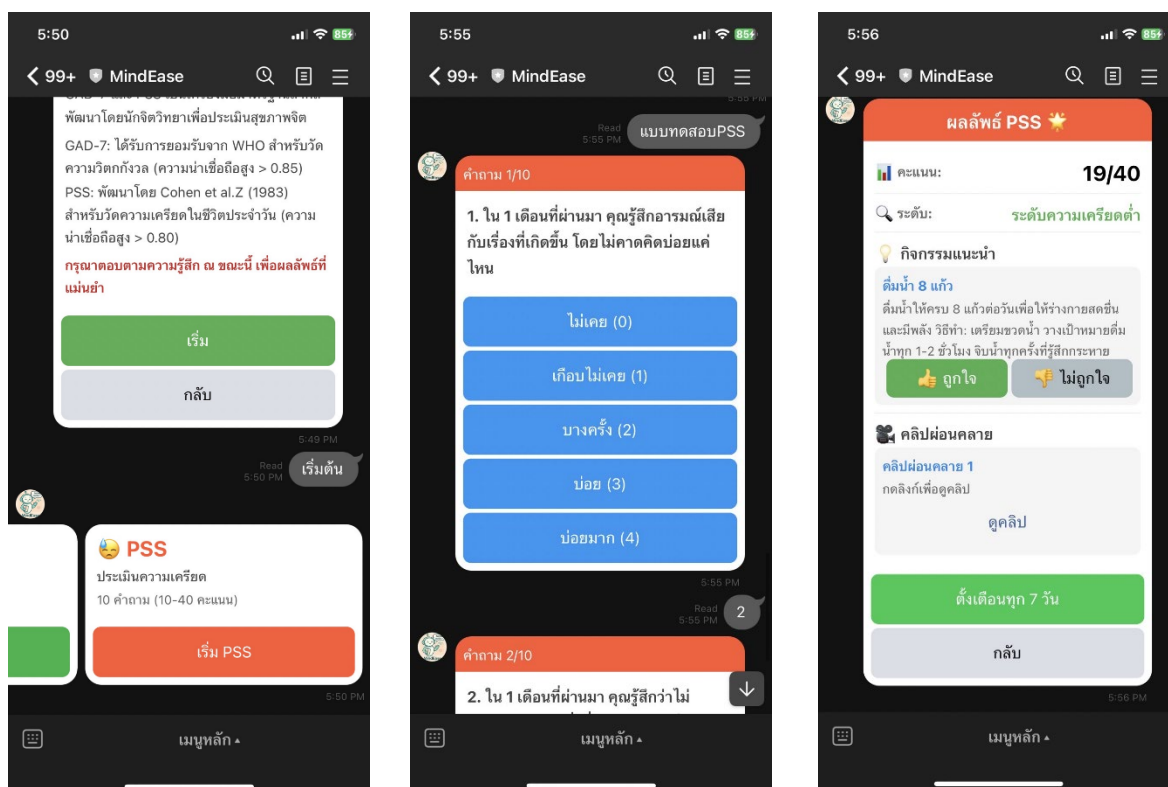 5:50
85
99+ MindEase
พัฒนาโดยนักจิตวิทยาเพื่อประเมินสุขภาพจิต
GAD-7: ได้รับการยอมรับจาก WHO สำหรับวัด
ความวิตกกังวล (ความน่าเชื่อถือสูง > 0.85)
PSS: พัฒนาโดย Cohen et al.Z (1983)
สำหรับวัดความเครียดในชีวิตประจำวัน (ความ
น่าเชื่อถือสูง > 0.80)
กรุณาตอบตามความรู้สึก ณ ขณะนี้ เพื่อผลลัพธ์ที่
แม่นยำ
เริ่ม
กลับ
5:49 PM
Read
5:50 PM
เริ่มต้น
PSS
ประเมินความเครียด
10 คำถาม (10-40 คะแนน)
เริ่ม PSS
5:50 PM
เมนูหลัก
5:55
85
99+ MindEase
5:55 PM
Read
5:55 PM
แบบทดสอบPSS
คำถาม 1/10
1. ใน 1 เดือนที่ผ่านมา คุณรู้สึกอารมณ์เสีย
กับเรื่องที่เกิดขึ้น โดยไม่คาดคิดบ่อยแค่
ไหน
ไม่เคย (0)
เกือบไม่เคย (1)
บางครั้ง (2)
บ่อย (3)
บ่อยมาก (4)
5:55 PM
Read
5:55 PM
2
คำถาม 2/10
2. ใน 1 เดือนที่ผ่านมา คุณรู้สึกว่าไม่
เมนูหลัก
5:56
85
99+ MindEase
ผลลัพธ์ PSS
คะแนน: 19/40
ระดับ: ระดับความเครียดต่ำ
กิจกรรมแนะนำ
ดื่มน้ำ 8 แก้ว
ดื่มน้ำให้ครบ 8 แก้วต่อวันเพื่อให้ร่างกายสดชื่น
และมีพลัง วิธีทำ: เตรียมขวดน้ำ วางเป้าหมายดื่ม
น้ำทุก 1-2 ชั่วโมง จิบน้ำทุกครั้งที่รู้สึกกระหาย
ถูกใจ
ไม่ถูกใจ
คลิปผ่อนคลาย
คลิปผ่อนคลาย 1
กดลิงก์เพื่อดูคลิป
ดูคลิป
ตั้งเตือนทุก 7 วัน
กลับ
5:56 PM
เมนูหลัก